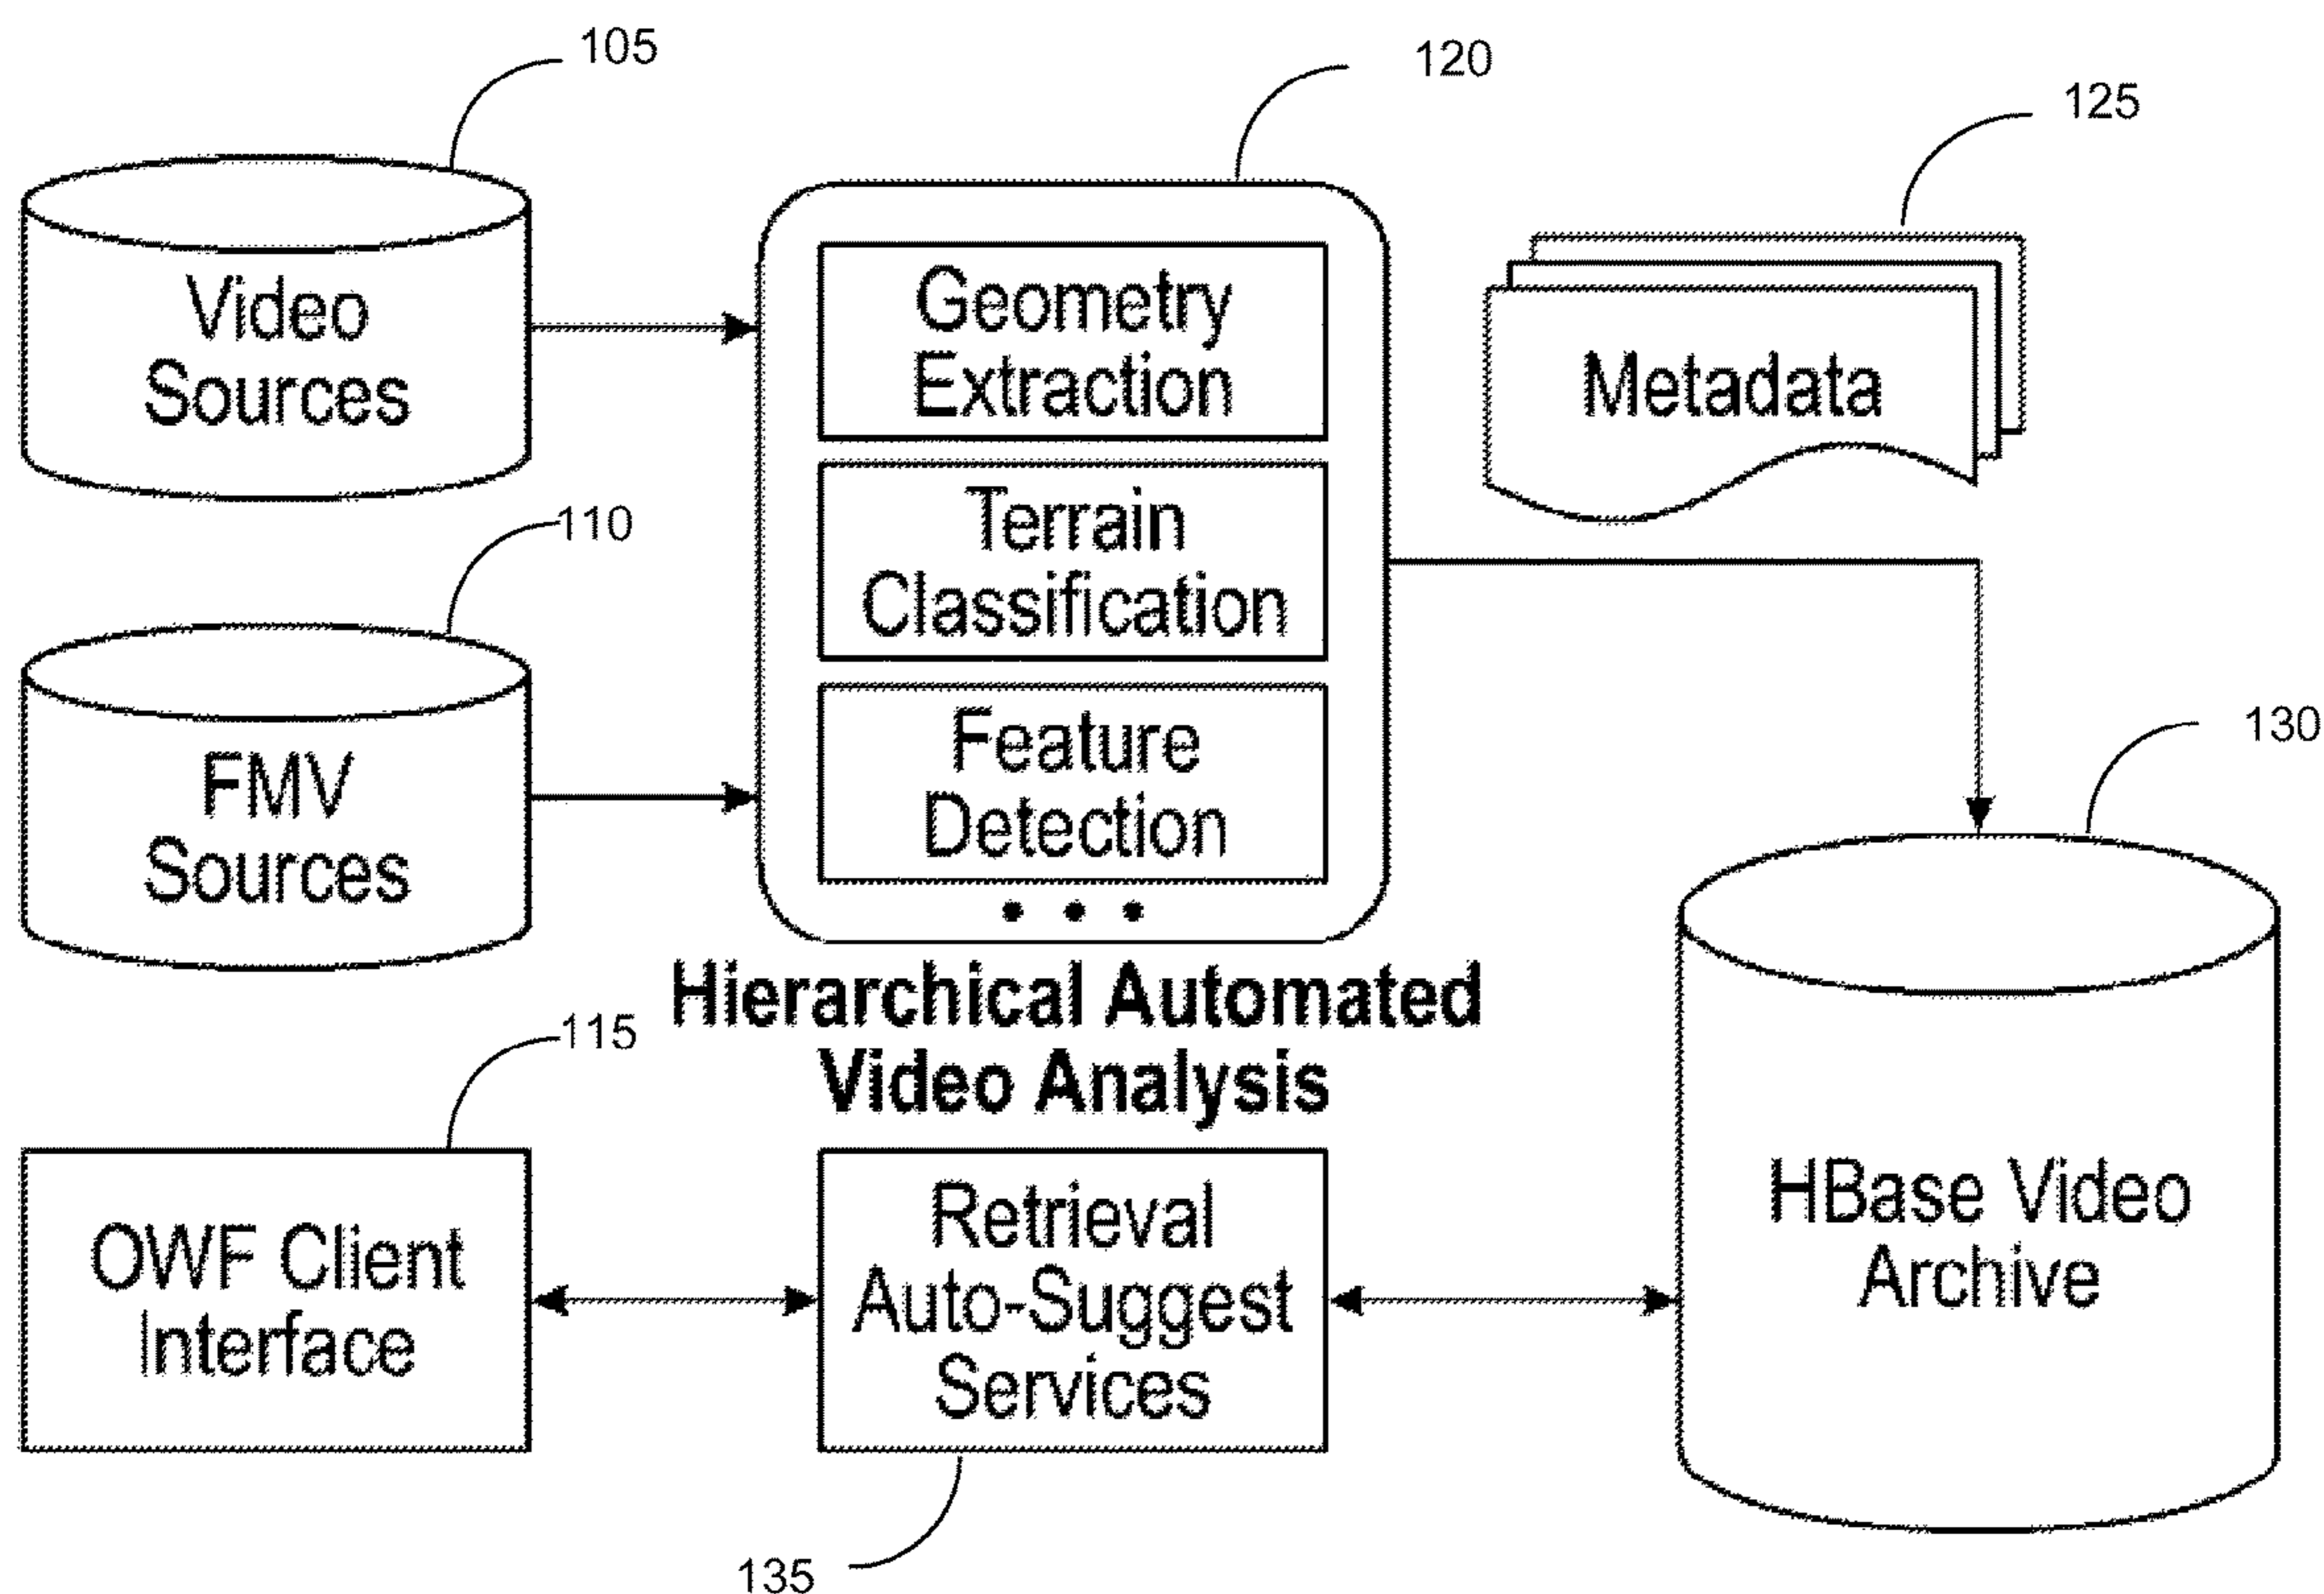 105
120
125
Video
Sources
Geometry
Extraction
Metadata
Terrain
Classification
110
FMV
Sources
Feature
Detection
• • •
130
Hierarchical Automated
Video Analysis
115
OWF Client
Interface
Retrieval
Auto-Suggest
Services
HBase Video
Archive
135